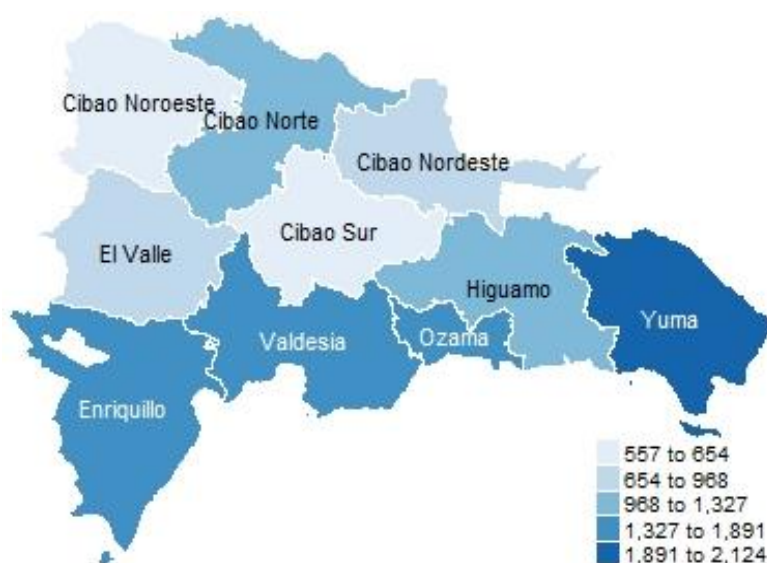 Cibao Noroeste
Cibao Norte
Cibao Nordeste
Cibao Sur
El Valle
Higuamo
Yuma
Ozama
Valdesia
Enriquillo
557 to 654
654 to 968
968 to 1,327
1,327 to 1,891
1,891 to 2,124